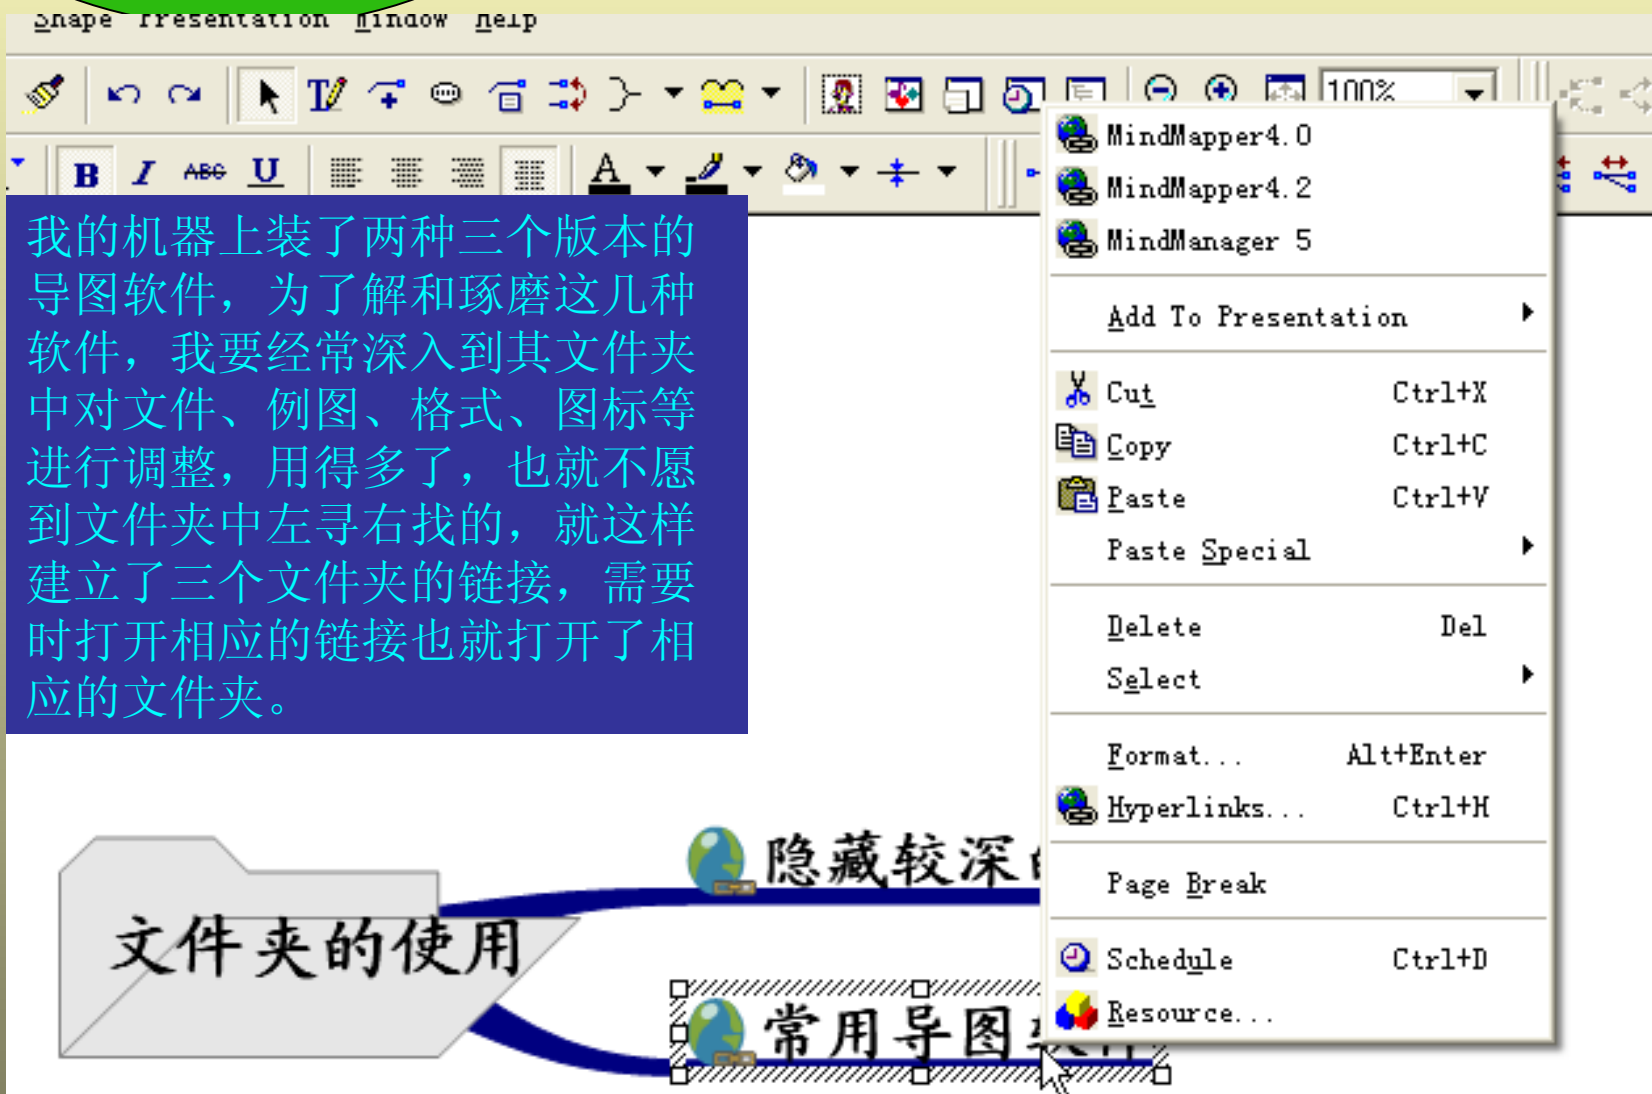 Shape Presentation Window Help
100%
B I ABC U A
我的机器上装了两种三个版本的
导图软件，为了解和琢磨这几种
软件，我要经常深入到其文件夹
中对文件、例图、格式、图标等
进行调整，用得多了，也就不愿
到文件夹中左寻右找的，就这样
建立了三个文件夹的链接，需要
时打开相应的链接也就打开了相
应的文件夹。
MindMapper4.0
MindMapper4.2
MindManager 5
Add To Presentation
Cut Ctrl+X
Copy Ctrl+C
Paste Ctrl+V
Paste Special
Delete Del
Select
Format... Alt+Enter
Hyperlinks... Ctrl+H
Page Break
Schedule Ctrl+D
Resource...
隐藏较深
文件夹的使用
常用导图